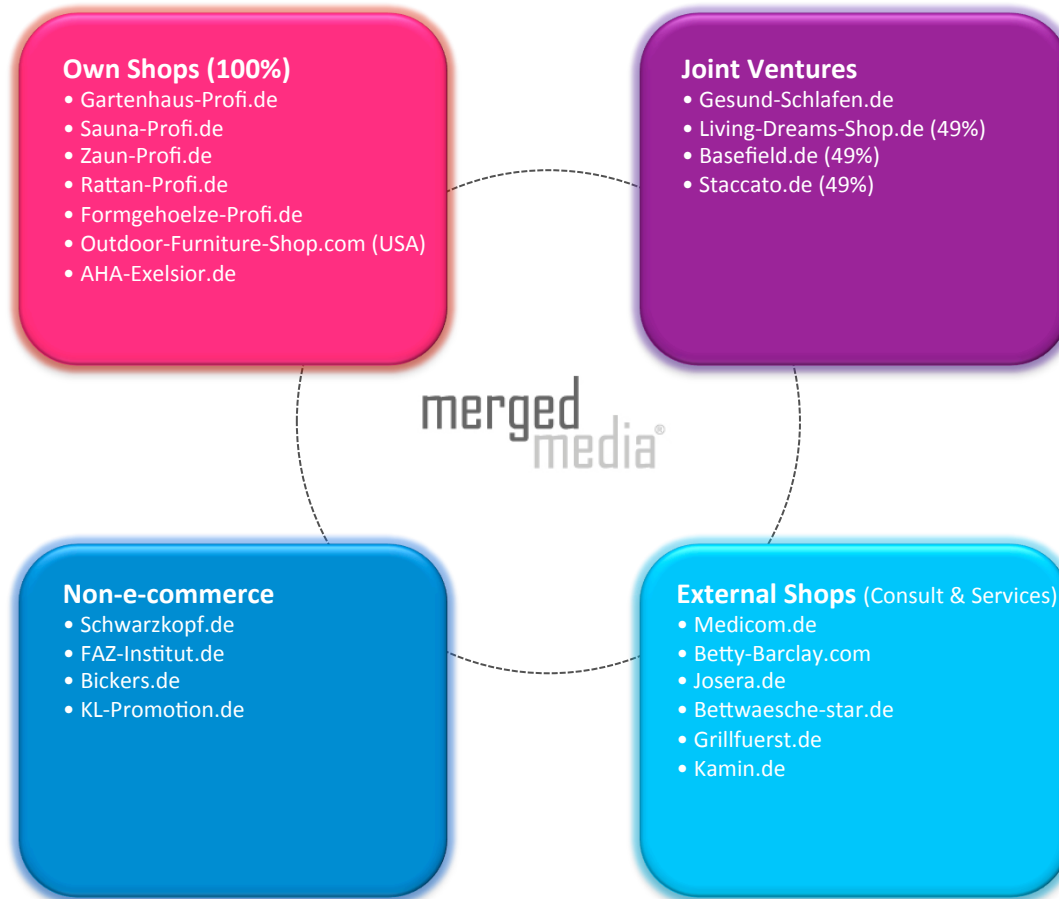 Own Shops (100%)
• Gartenhaus-Profi.de
• Sauna-Profi.de
• Zaun-Profi.de
• Rattan-Profi.de
• Formgehoelze-Profi.de
• Outdoor-Furniture-Shop.com (USA)
• AHA-Exelsior.de
Joint Ventures
• Gesund-Schlafen.de
• Living-Dreams-Shop.de (49%)
• Basefield.de (49%)
• Staccato.de (49%)
merged
media®
Non-e-commerce
• Schwarzkopf.de
• FAZ-Institut.de
• Bickers.de
• KL-Promotion.de
External Shops (Consult & Services)
• Medicom.de
• Betty-Barclay.com
• Josera.de
• Bettwaesche-star.de
• Grillfuerst.de
• Kamin.de